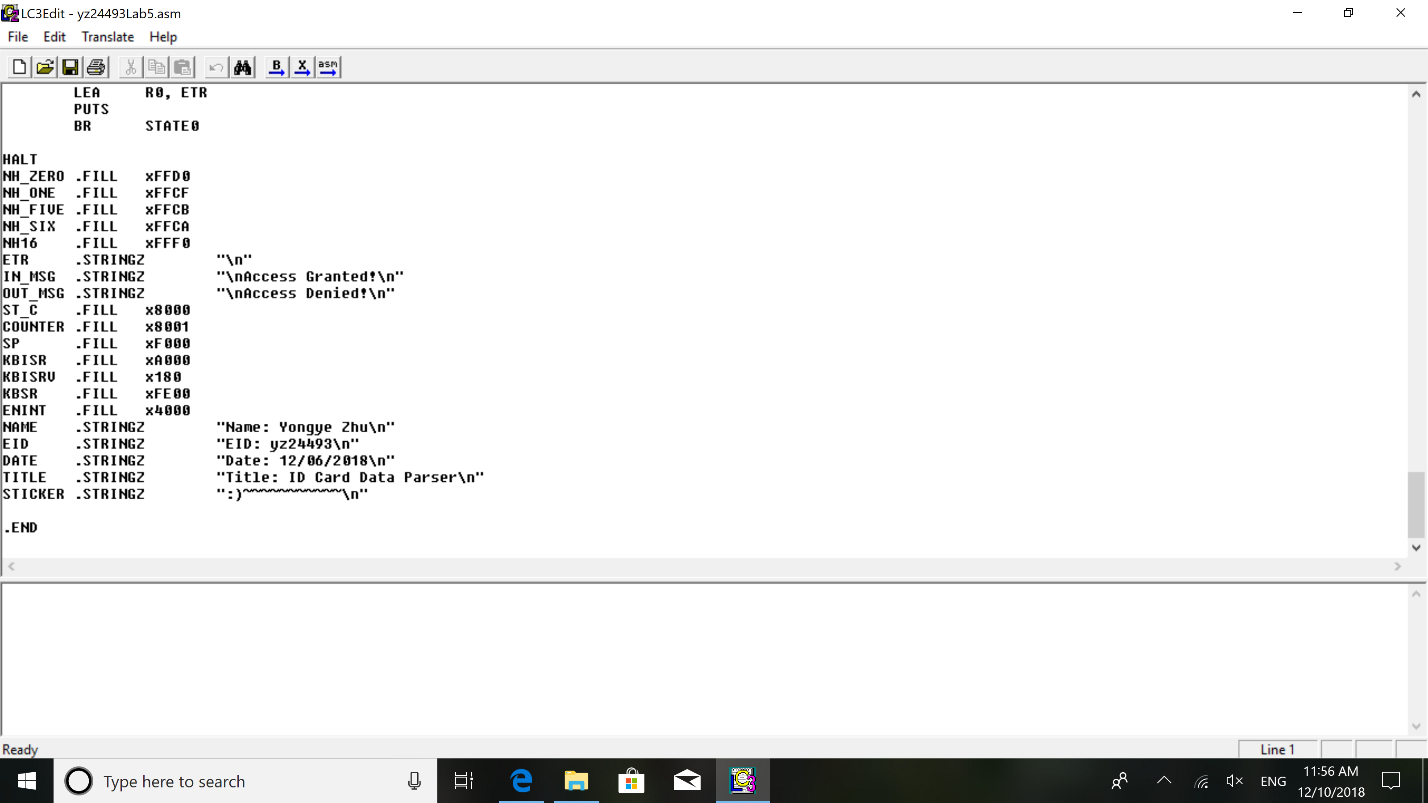 LC3Edit - yz24493Lab5.asm
File Edit Translate Help
B X asm
LEA R0, ETR
PUTS
BR STATE0
HALT
NH_ZERO .FILL xFFD0
NH_ONE .FILL xFFCF
NH_FIVE .FILL xFFCB
NH_SIX .FILL xFFCA
NH16 .FILL xFFF0
ETR .STRINGZ "\n"
IN_MSG .STRINGZ "\nAccess Granted!\n"
OUT_MSG .STRINGZ "\nAccess Denied!\n"
ST_C .FILL x8000
COUNTER .FILL x8001
SP .FILL xF000
KBISR .FILL xA000
KBISRV .FILL x180
KBSR .FILL xFE00
ENINT .FILL x4000
NAME .STRINGZ "Name: Yongye Zhu\n"
EID .STRINGZ "EID: yz24493\n"
DATE .STRINGZ "Date: 12/06/2018\n"
TITLE .STRINGZ "Title: ID Card Data Parser\n"
STICKER .STRINGZ ":)~~~~~~~~~~~\n"
.END
Ready Line 1
Type here to search ENG 11:56 AM
12/10/2018